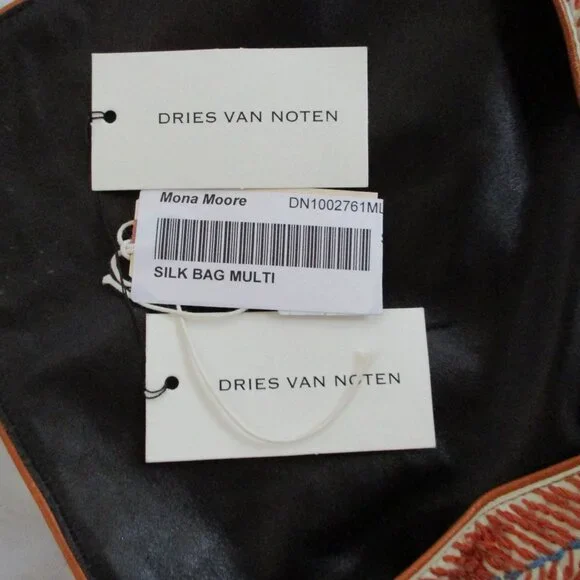 DRIES VAN NOTEN
Mona Moore DN1002761ML
SILK BAG MULTI
DRIES VAN NOTEN